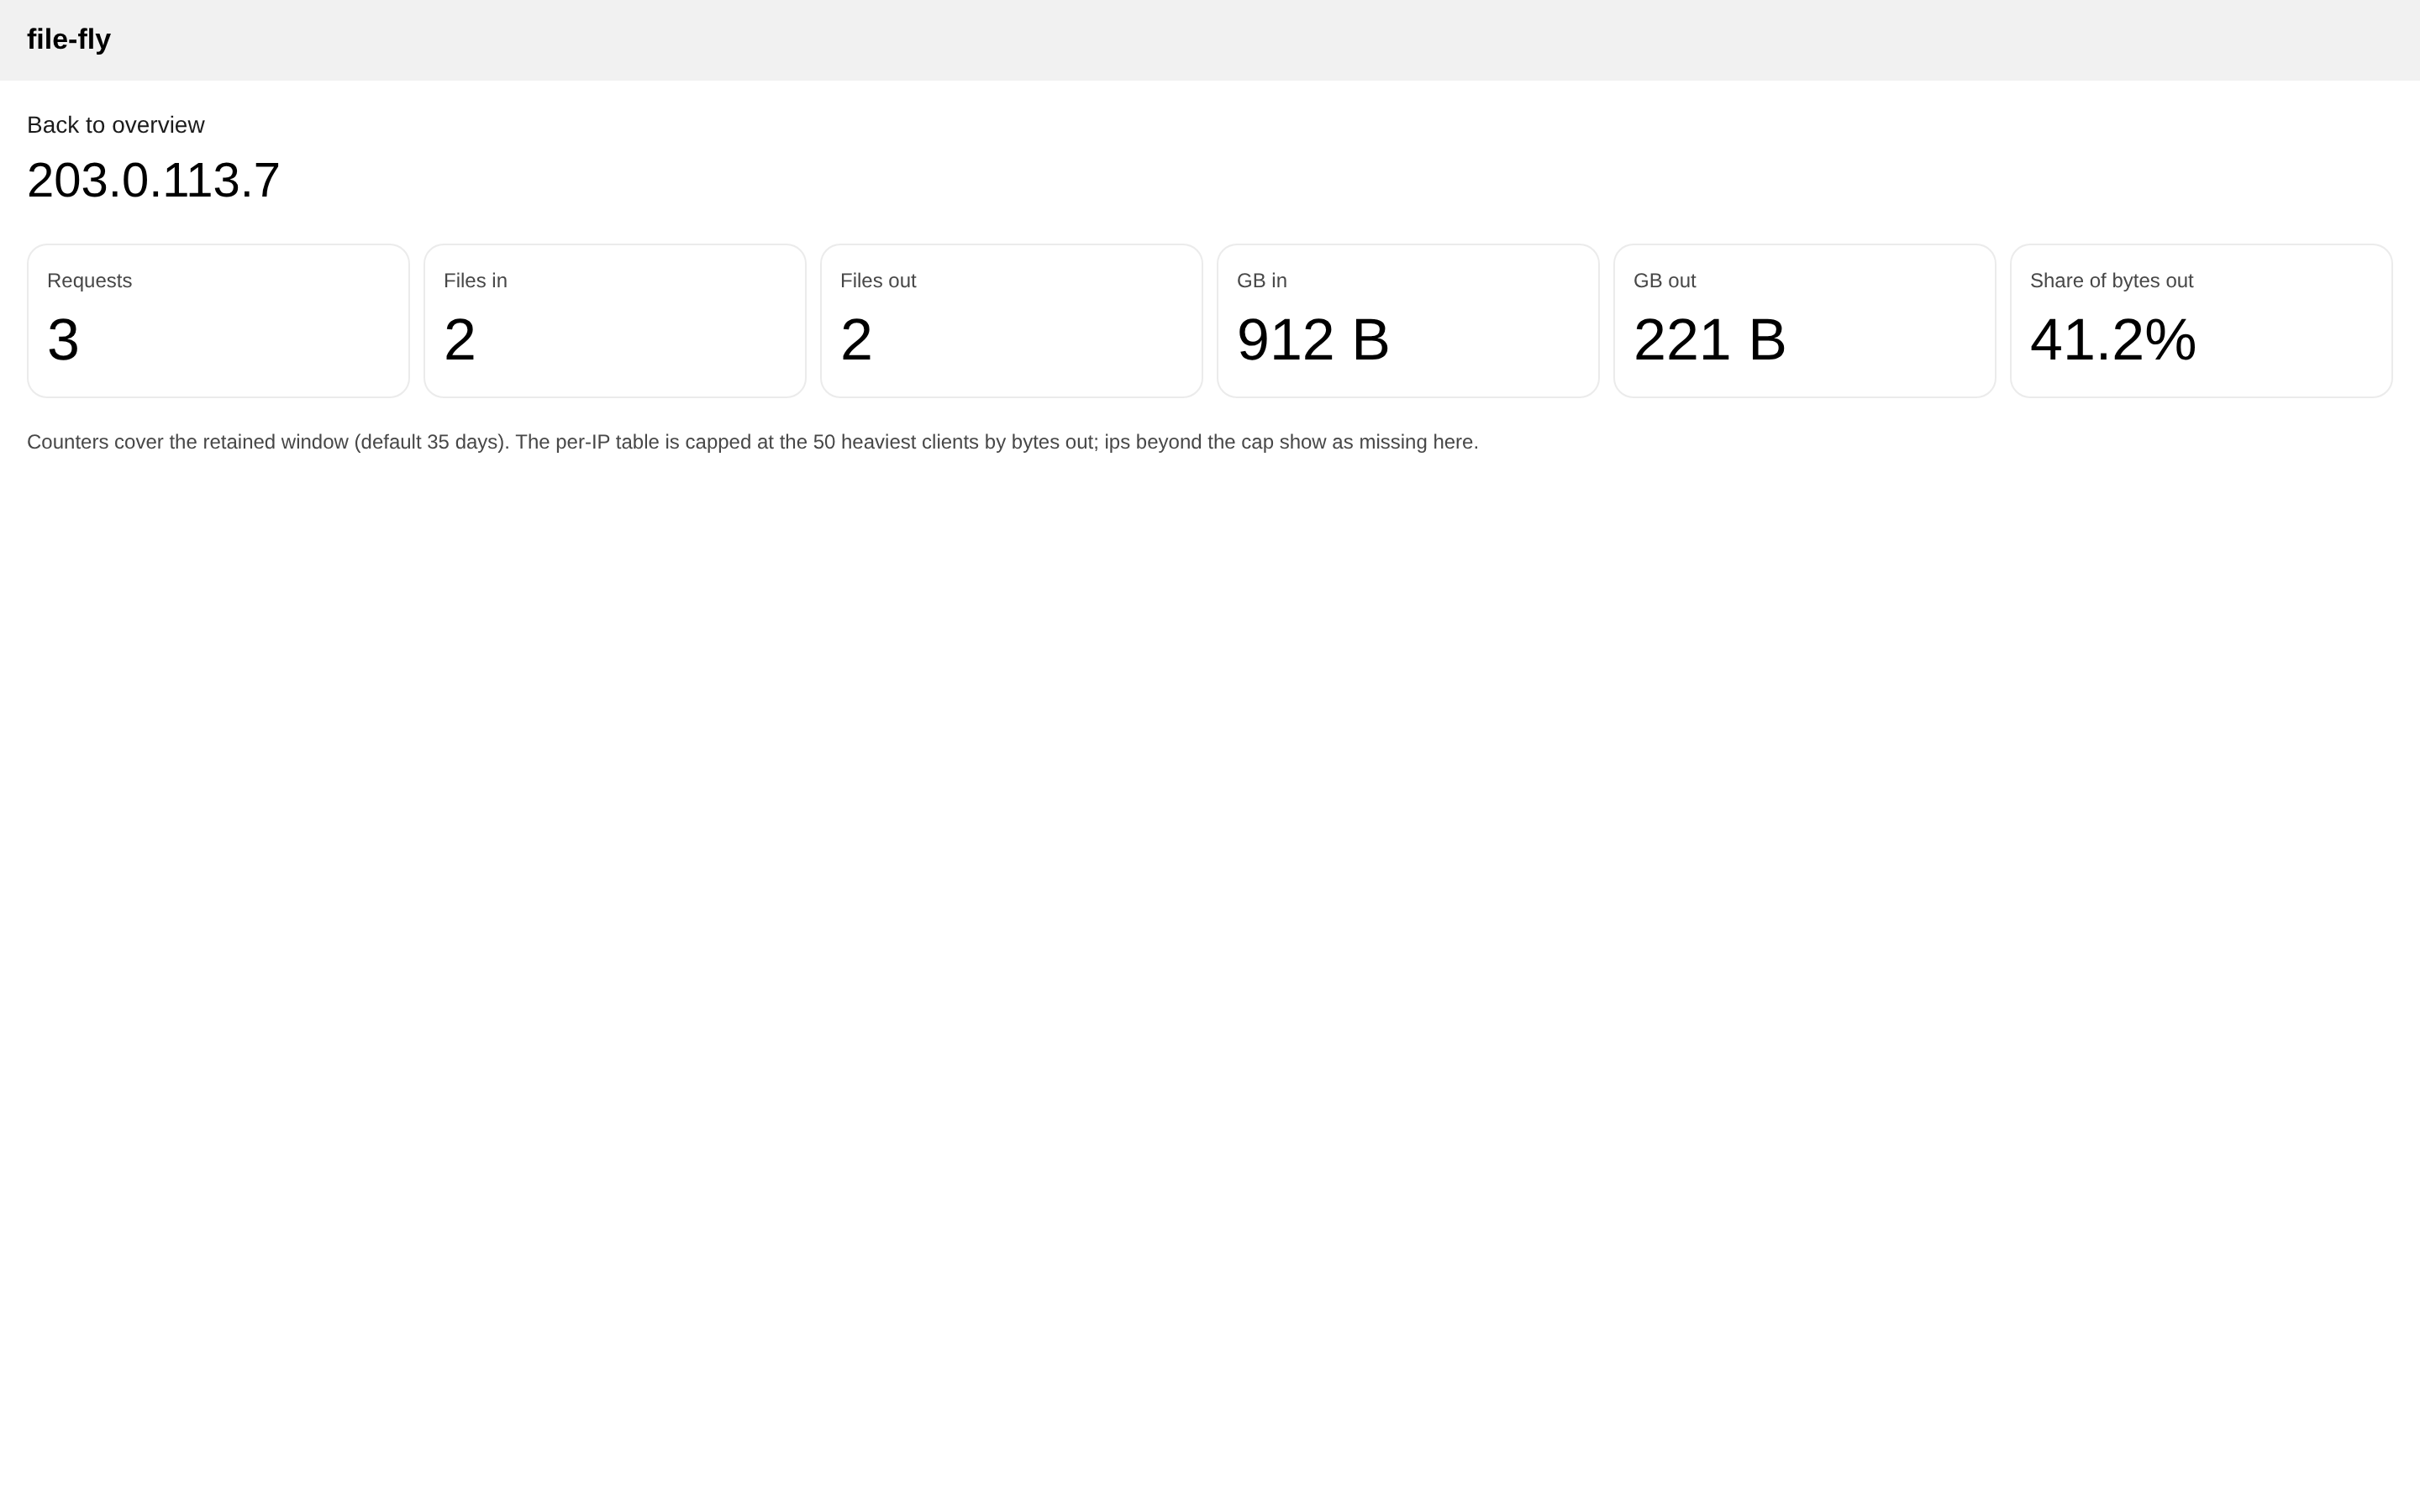 file-fly
Back to overview
203.0.113.7
Requests
3
Files in
2
Files out
2
GB in
912 B
GB out
221 B
Share of bytes out
41.2%
Counters cover the retained window (default 35 days). The per-IP table is capped at the 50 heaviest clients by bytes out; ips beyond the cap show as missing here.